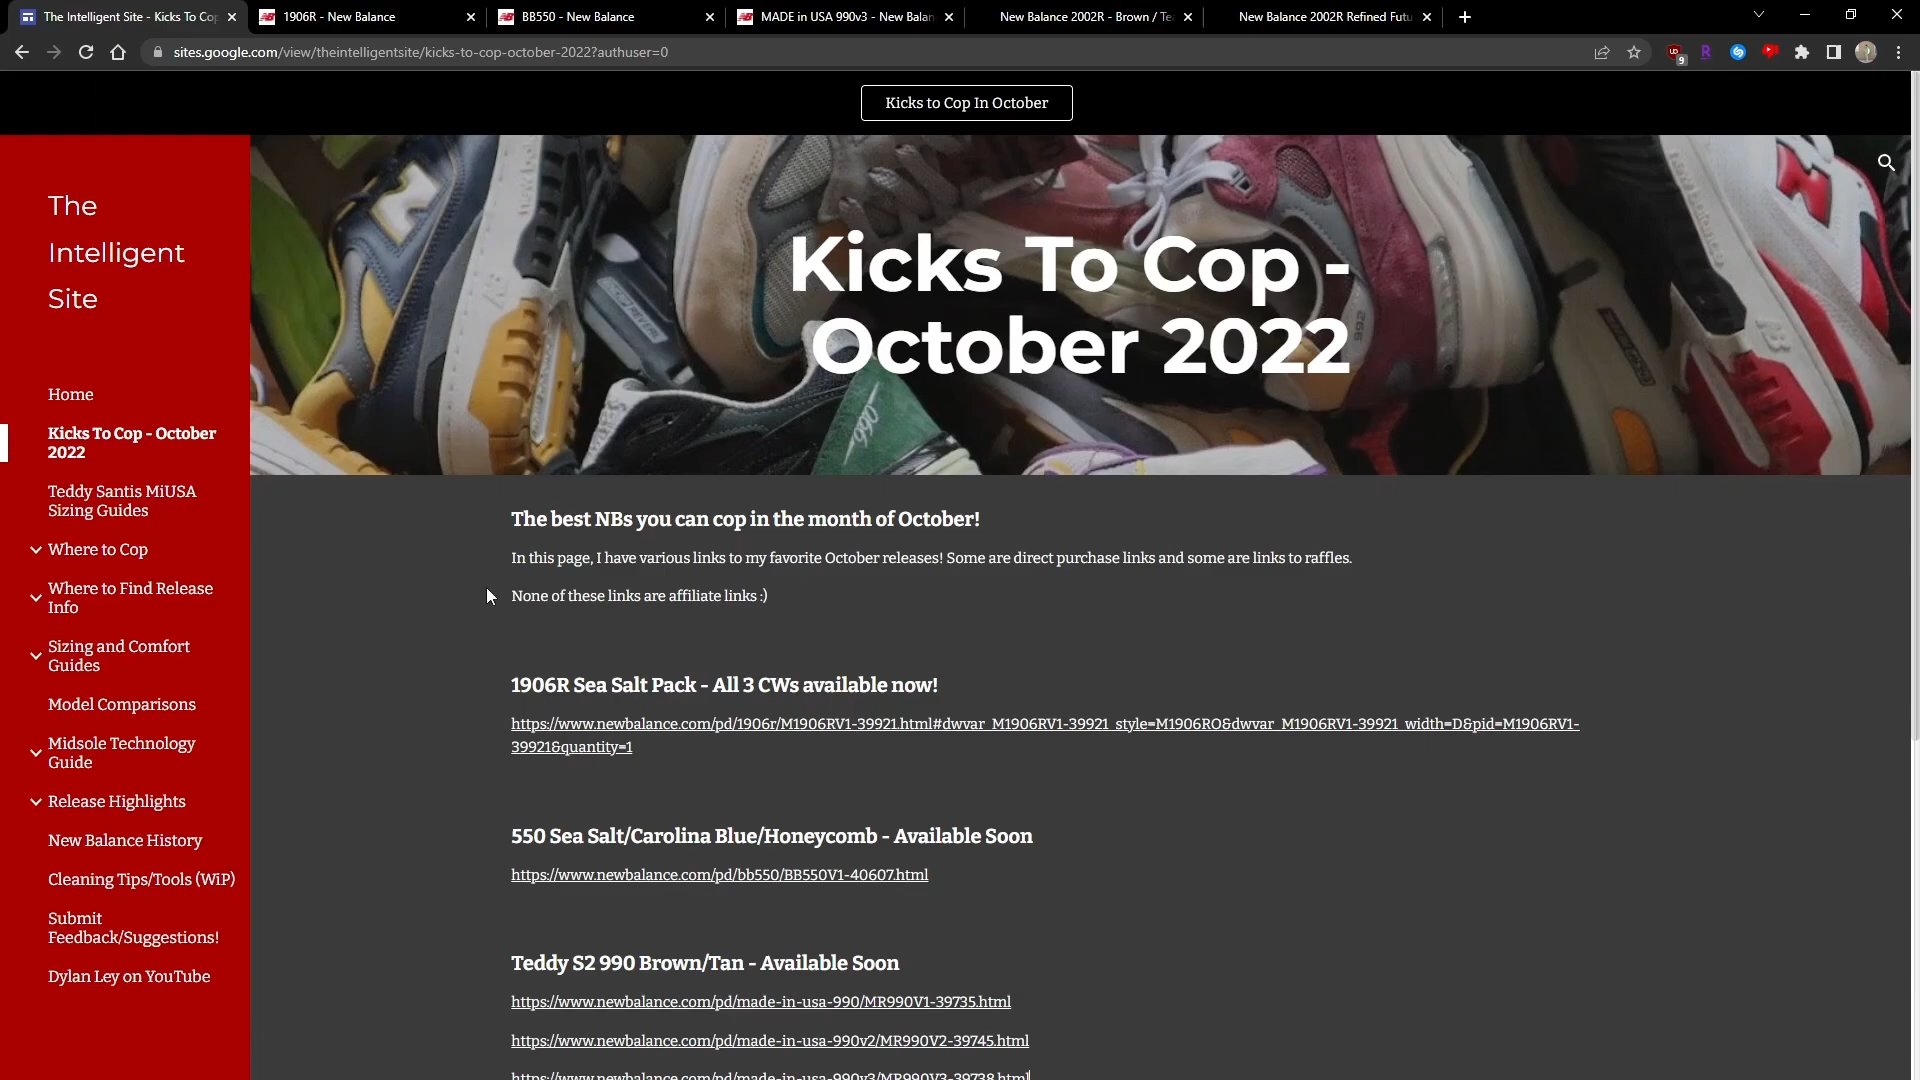 The Intelligent Site - Kicks To Cop
1906R - New Balance
BB550 - New Balance
MADE in USA 990v3 - New Balan
New Balance 2002R - Brown / Te
New Balance 2002R Refined Futu
sites.google.com/view/theintelligentsite/kicks-to-cop-october-2022?authuser=0
9
Kicks to Cop In October
The
Intelligent
Site
Home
Kicks To Cop - October
2022
Teddy Santis MiUSA
Sizing Guides
Where to Cop
Where to Find Release
Info
Sizing and Comfort
Guides
Model Comparisons
Midsole Technology
Guide
Release Highlights
New Balance History
Cleaning Tips/Tools (WiP)
Submit
Feedback/Suggestions!
Dylan Ley on YouTube
Kicks To Cop -
October 2022
The best NBs you can cop in the month of October!
In this page, I have various links to my favorite October releases! Some are direct purchase links and some are links to raffles.
None of these links are affiliate links :)
1906R Sea Salt Pack - All 3 CWs available now!
https://www.newbalance.com/pd/1906r/M1906RV1-39921.html#dwvar_M1906RV1-39921_style=M1906RO&dwvar_M1906RV1-39921_width=D&pid=M1906RV1-
39921&quantity=1
550 Sea Salt/Carolina Blue/Honeycomb - Available Soon
https://www.newbalance.com/pd/bb550/BB550V1-40607.html
Teddy S2 990 Brown/Tan - Available Soon
https://www.newbalance.com/pd/made-in-usa-990/MR990V1-39735.html
https://www.newbalance.com/pd/made-in-usa-990v2/MR990V2-39745.html
https://www.newbalance.com/pd/made-in-usa-990v3/MR990V3-39738.html